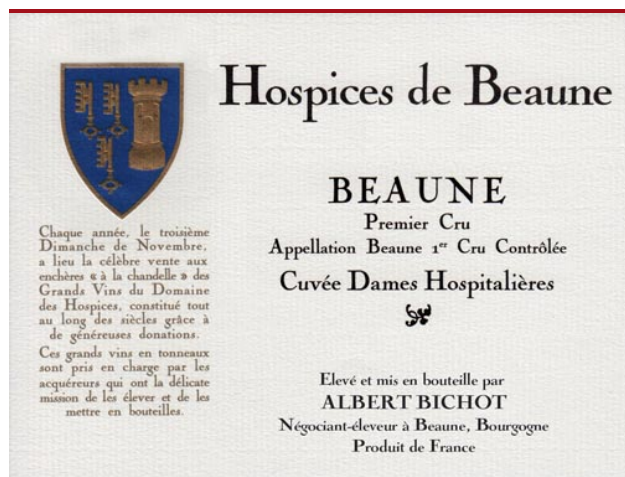 Hospices de Beaune
BEAUNE
Premier Cru
Appellation Beaune 1er Cru Contrôlée
Cuvée Dames Hospitalières
Elevé et mis en bouteille par
ALBERT BICHOT
Négociant-éleveur à Beaune, Bourgogne
Produit de France
Chaque année, le troisième
Dimanche de Novembre,
a lieu la célèbre vente aux
enchères « à la chandelle » des
Grands Vins du Domaine
des Hospices, constitué tout
au long des siècles grâce à
de généreuses donations.
Ces grands vins en tonneaux
sont pris en charge par les
acquéreurs qui ont la délicate
mission de les élever et de les
mettre en bouteilles.